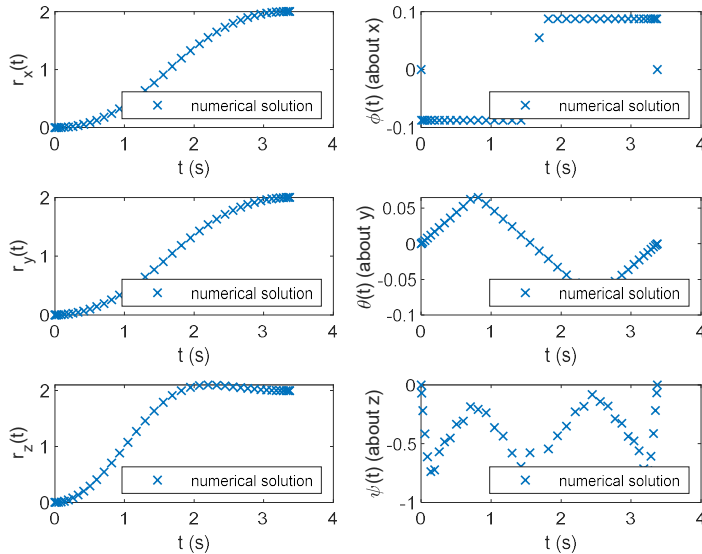 r_x(t)
2
1
0
0 1 2 3 4
t (s)
numerical solution
ϕ(t) (about x)
0.1
0
-0.1
0 1 2 3 4
t (s)
numerical solution
r_y(t)
2
1
0
0 1 2 3 4
t (s)
numerical solution
θ(t) (about y)
0.05
0
-0.05
-0.1
0 1 2 3 4
t (s)
numerical solution
r_z(t)
2
1
0
0 1 2 3 4
t (s)
numerical solution
ψ(t) (about z)
0
-0.5
-1
0 1 2 3 4
t (s)
numerical solution